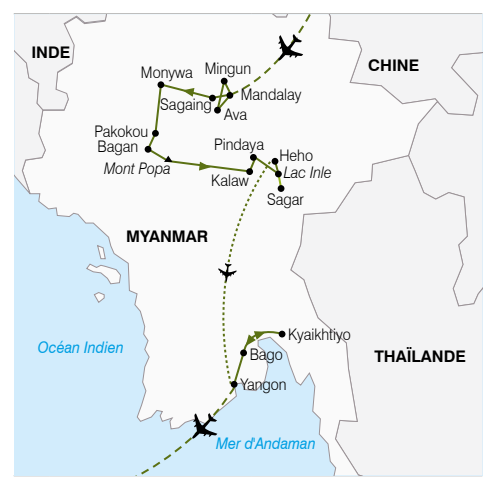 INDE
CHINE
Monywa
Mingun
Mandalay
Sagaing
Ava
Pakokou
Bagan
Mont Popa
Pindaya
Heho
Lac Inle
Kalaw
Sagar
MYANMAR
Océan Indien
Kyaikhtiyo
Bago
THAÏLANDE
Yangon
Mer d'Andaman